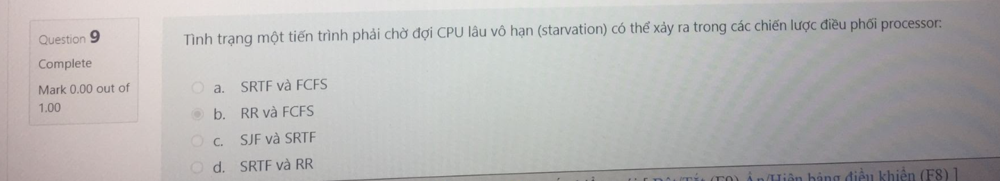 Question 9
Complete
Mark 0.00 out of
1.00
Tình trạng một tiến trình phải chờ đợi CPU lâu vô hạn (starvation) có thể xảy ra trong các chiến lược điều phối processor:
a. SRTF và FCFS
b. RR và FCFS
c. SJF và SRTF
d. SRTF và RR
Ẩn/Hiện bảng điều khiển (F8) ]